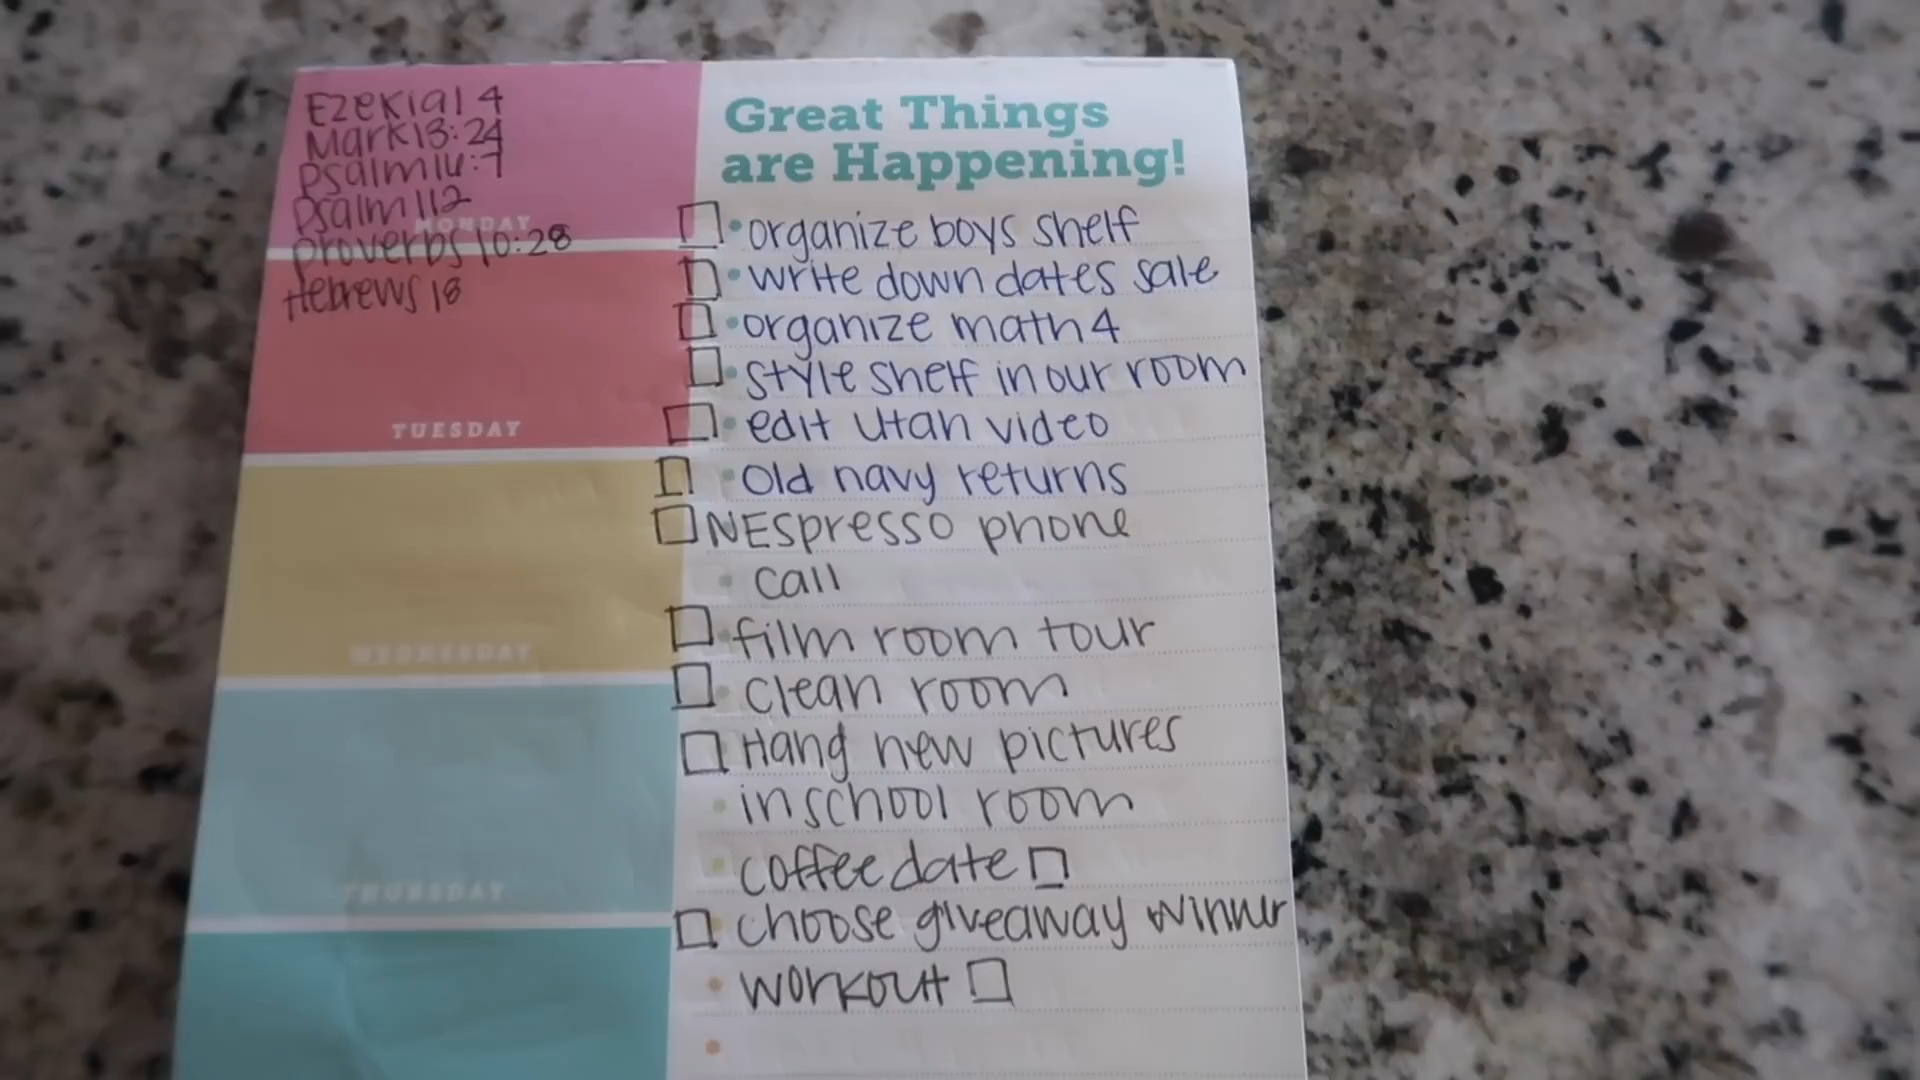 Ezekial 4
Mark 13:24
psalm 16:7
psalm 112
MONDAY
proverbs 10:28
Hebrews 18
TUESDAY
WEDNESDAY
THURSDAY
Great Things
are Happening!
organize boys shelf
write down dates sale
organize math 4
style shelf in our room
edit Utah video
Old navy returns
NESpresso phone
call
film room tour
clean room
Hang new pictures
in school room
coffee date
choose giveaway winner
workout